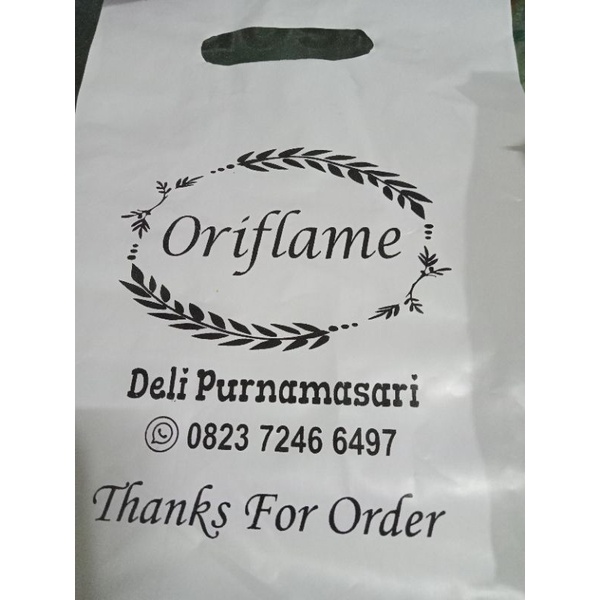 Oriflame
Deli Purnamasari
0823 7246 6497
Thanks For Order